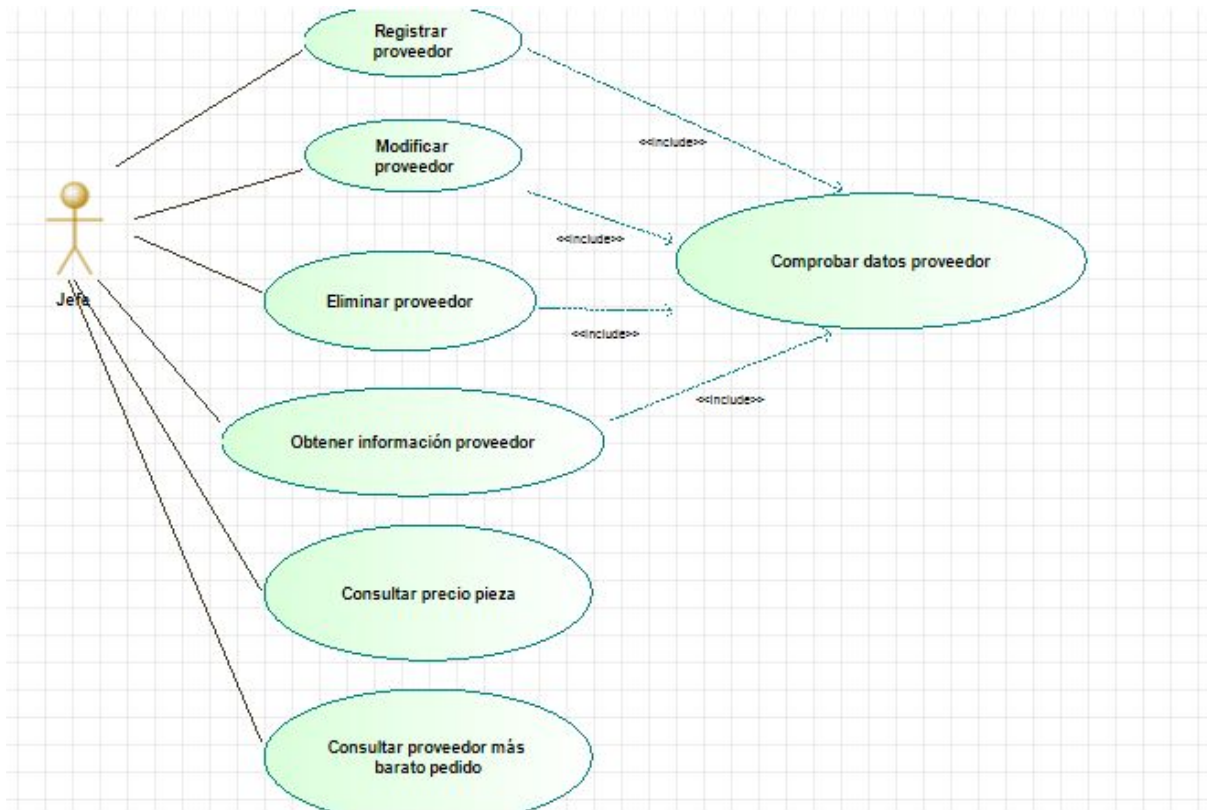 Registrar
proveedor
<<include>>
Modificar
proveedor
<<include>>
Comprobar datos proveedor
Jefe
Eliminar proveedor
<<include>>
<<include>>
Obtener información proveedor
Consultar precio pieza
Consultar proveedor más
barato pedido